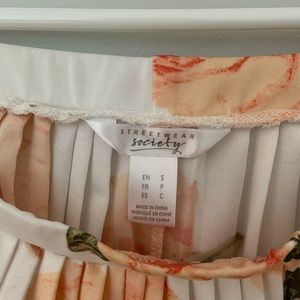 STREETWEAR
society
EN S
FR P
ES C
MADE IN CHINA
FABRIQUÉ EN CHINE
HECHO EN CHINA